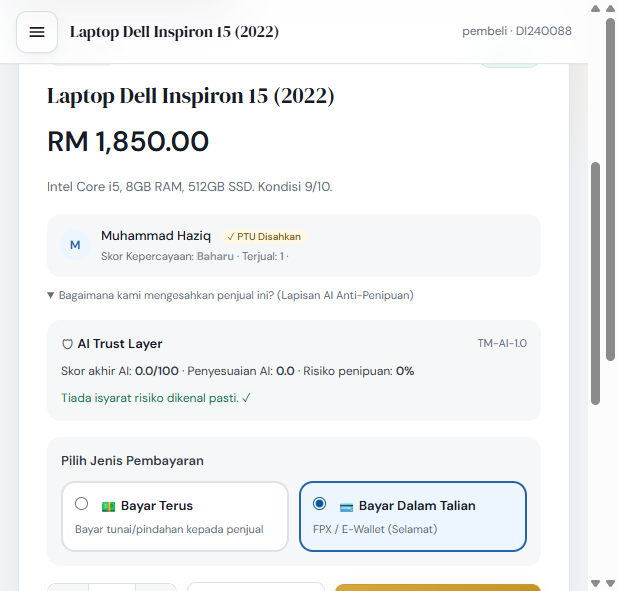 Laptop Dell Inspiron 15 (2022)
pembeli · DI240088
Laptop Dell Inspiron 15 (2022)
RM 1,850.00
Intel Core i5, 8GB RAM, 512GB SSD. Kondisi 9/10.
M
Muhammad Haziq ✓ PTU Disahkan
Skor Kepercayaan: Baharu · Terjual: 1 ·
▼ Bagaimana kami mengesahkan penjual ini? (Lapisan AI Anti-Penipuan)
AI Trust Layer
TM-AI-1.0
Skor akhir AI: 0.0/100 · Penyesuaian AI: 0.0 · Risiko penipuan: 0%
Tiada isyarat risiko dikenal pasti. ✓
Pilih Jenis Pembayaran
Bayar Terus
Bayar tunai/pindahan kepada penjual
Bayar Dalam Talian
FPX / E-Wallet (Selamat)